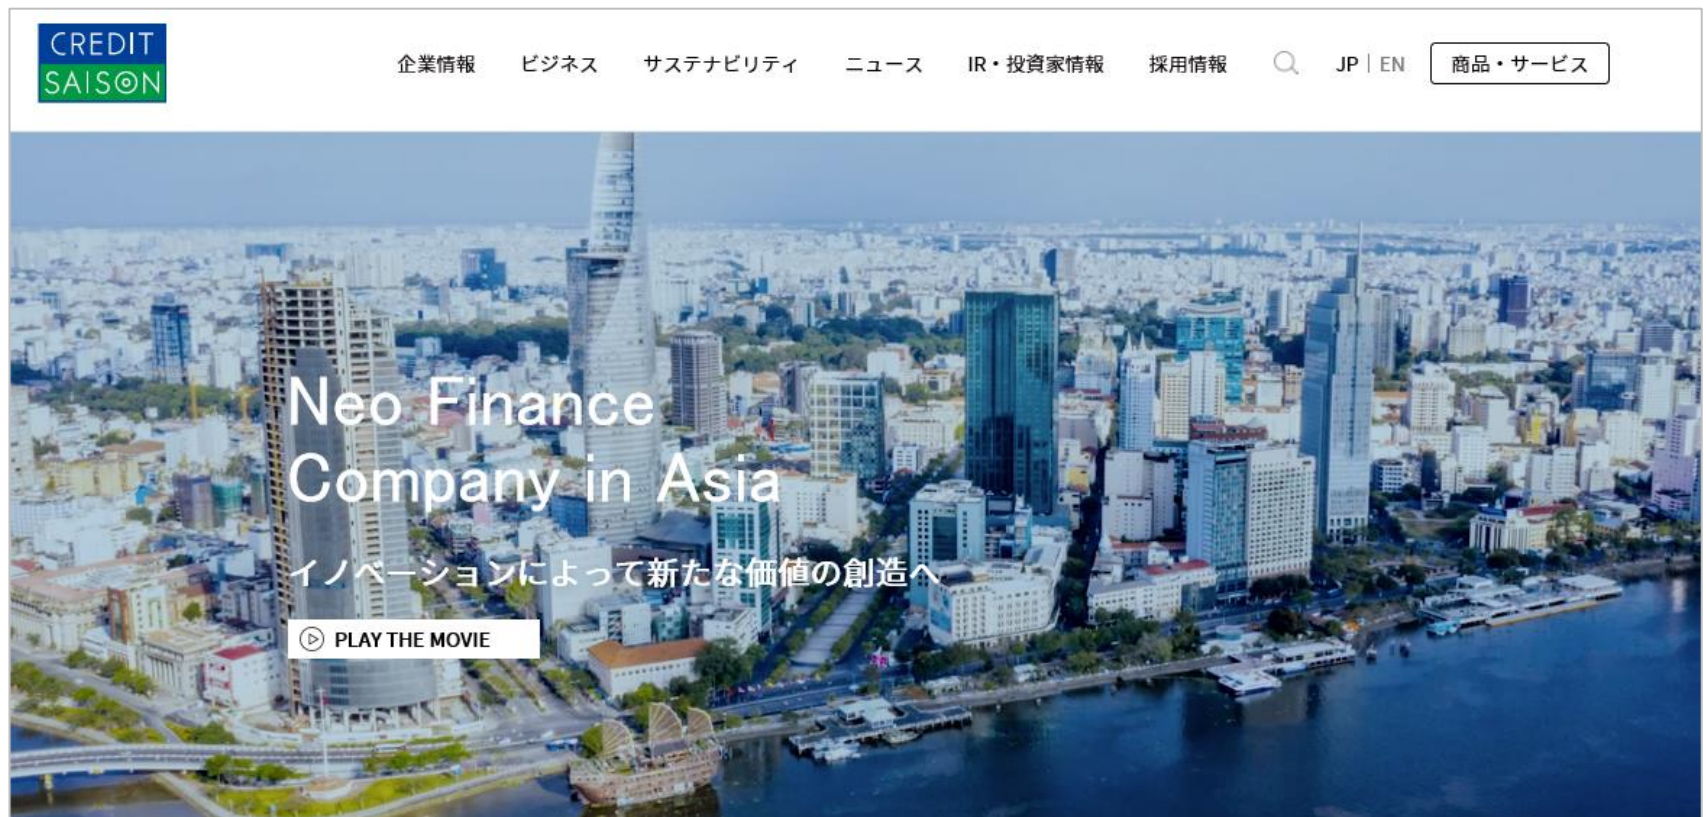 CREDIT
SAISON
企業情報 ビジネス サステナビリティ ニュース IR・投資家情報 採用情報 JP | EN 商品・サービス
Neo Finance
Company in Asia
イノベーションによって新たな価値の創造へ
PLAY THE MOVIE